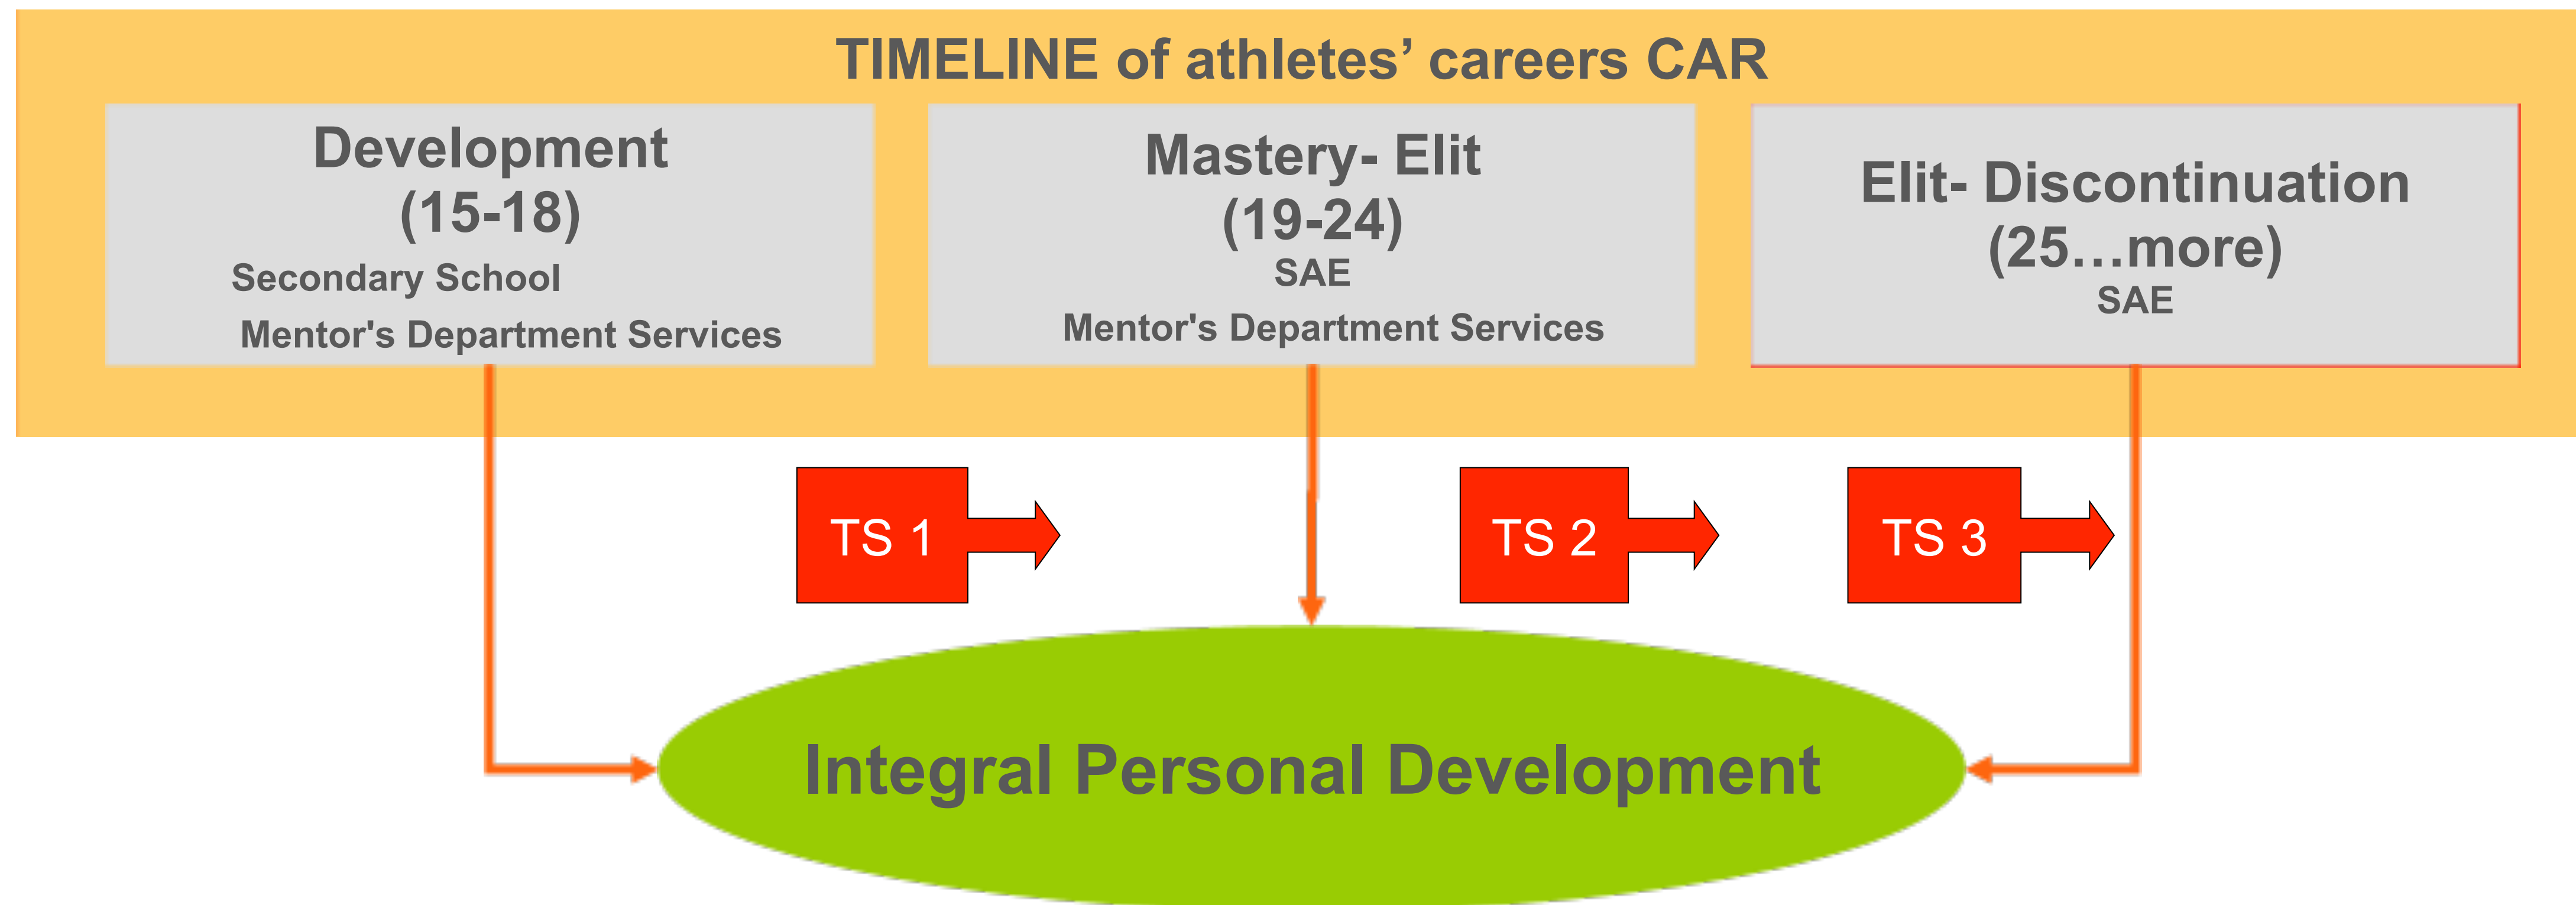 TIMELINE of athletes’ careers CAR
Development
(15-18)
Secondary School
Mentor's Department Services
Mastery- Elit
(19-24)
SAE
Mentor's Department Services
Elit- Discontinuation
(25…more)
SAE
TS 1
TS 2
TS 3
Integral Personal Development